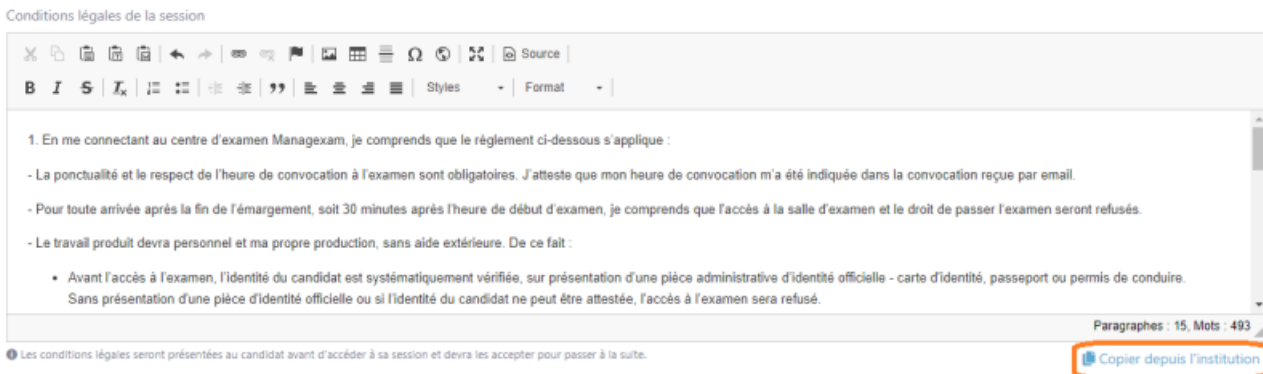 Conditions légales de la session
Source
Styles Format
1. En me connectant au centre d'examen Managexam, je comprends que le règlement ci-dessous s'applique :
- La ponctualité et le respect de l'heure de convocation à l'examen sont obligatoires. J'atteste que mon heure de convocation m'a été indiquée dans la convocation reçue par email.
- Pour toute arrivée après la fin de l'émargement, soit 30 minutes après l'heure de début d'examen, je comprends que l'accès à la salle d'examen et le droit de passer l'examen seront refusés.
- Le travail produit devra personnel et ma propre production, sans aide extérieure. De ce fait :
• Avant l'accès à l'examen, l'identité du candidat est systématiquement vérifiée, sur présentation d'une pièce administrative d'identité officielle - carte d'identité, passeport ou permis de conduire.
Sans présentation d'une pièce d'identité officielle ou si l'identité du candidat ne peut être attestée, l'accès à l'examen sera refusé.
Paragraphes : 15, Mots : 493
Les conditions légales seront présentées au candidat avant d'accéder à sa session et devra les accepter pour passer à la suite.
Copier depuis l'institution